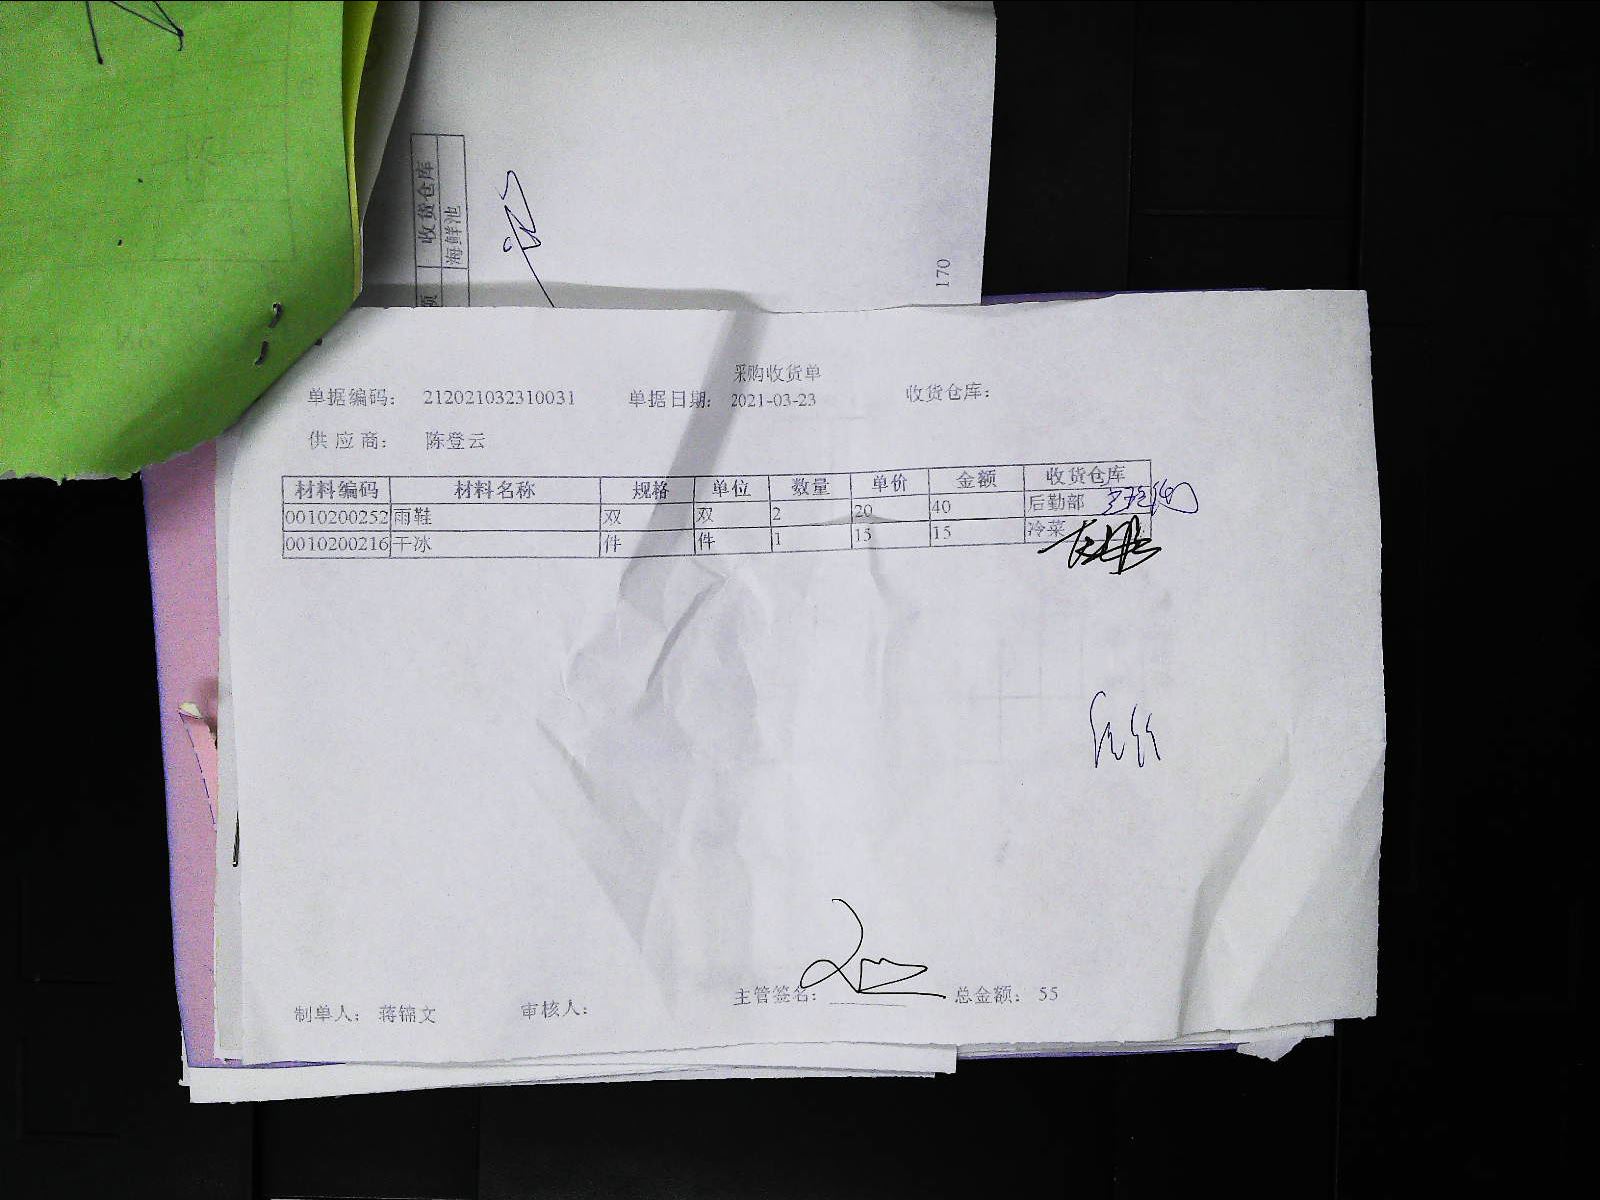 收货仓库
海鲜池
额
170
采购收货单
单据编码: 212021032310031 单据日期: 2021-03-23 收货仓库:
供应商: 陈登云
材料编码 材料名称 规格 单位 数量 单价 金额 收货仓库
0010200252 雨鞋 双 双 2 20 40 后勤部
0010200216 干冰 件 件 1 15 15 冷菜
制单人: 蒋锦文 审核人: 主管签名: 总金额: 55